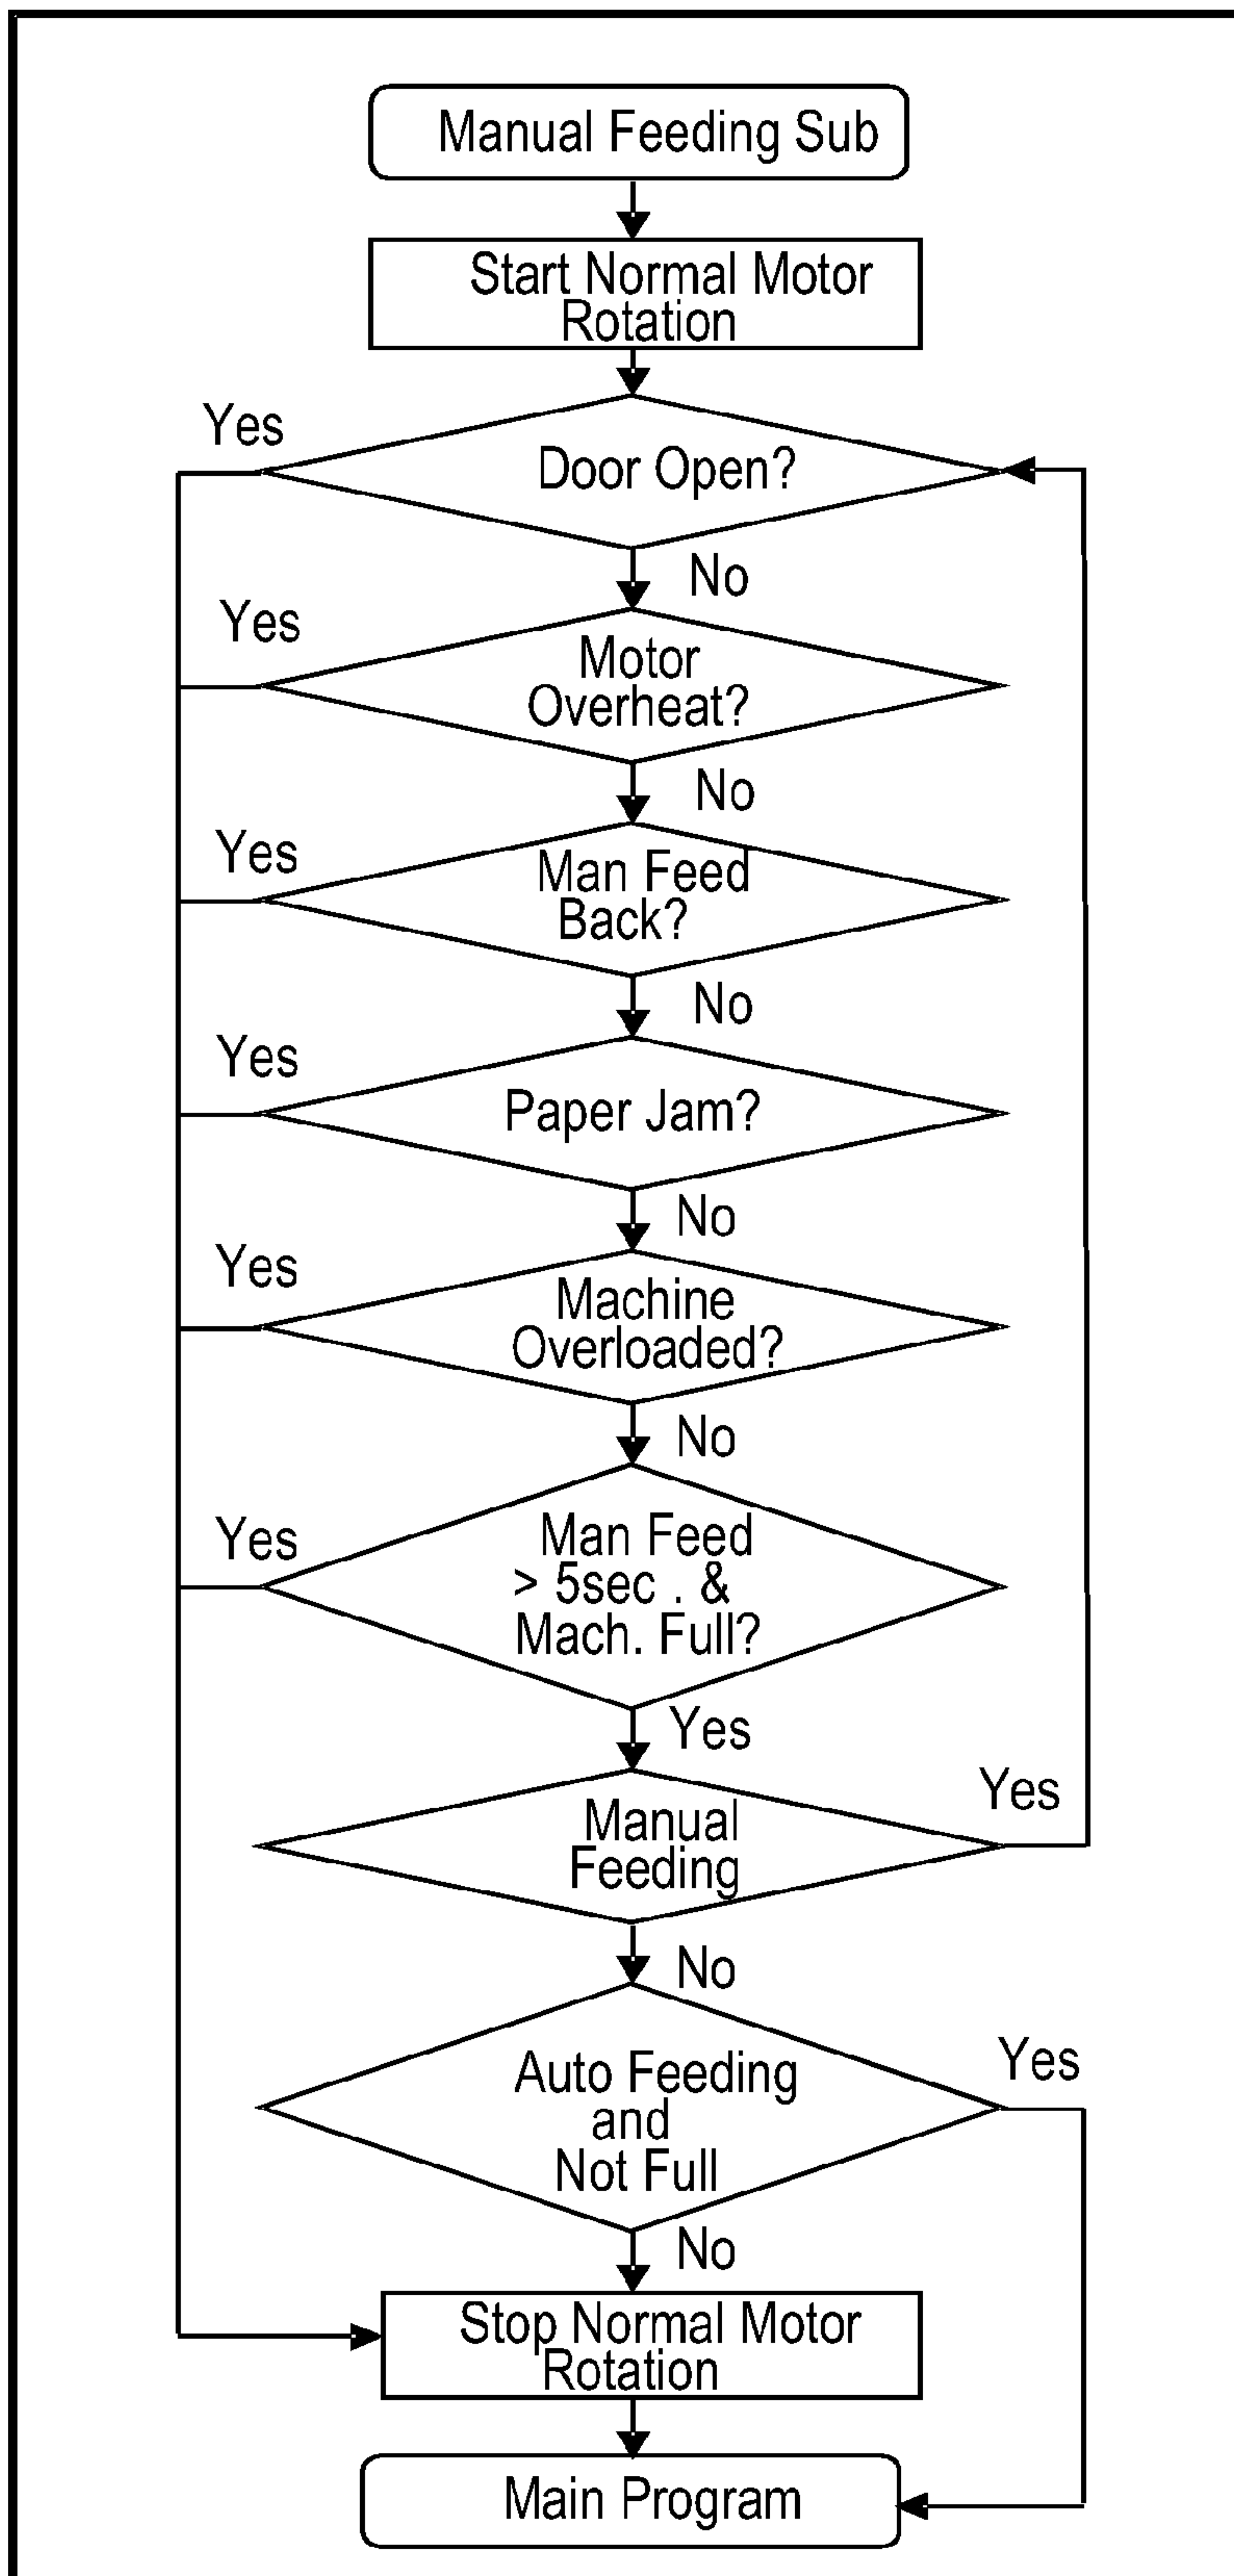 Manual Feeding Sub
Start Normal Motor
Rotation
Yes
Door Open?
No
Yes
Motor
Overheat?
No
Yes
Man Feed
Back?
No
Yes
Paper Jam?
No
Yes
Machine
Overloaded?
No
Yes
Man Feed
> 5sec . &
Mach. Full?
Yes
Yes
Manual
Feeding
No
Yes
Auto Feeding
and
Not Full
No
Stop Normal Motor
Rotation
Main Program